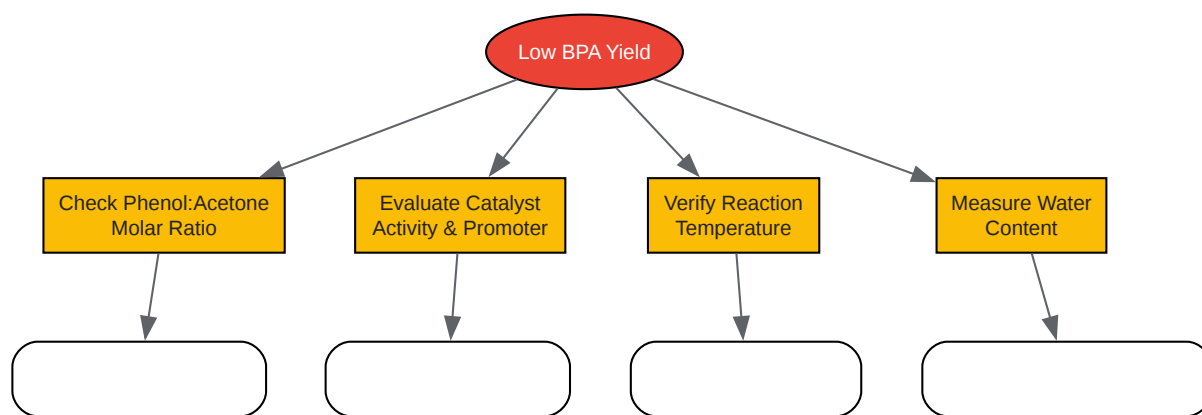 Low BPA Yield
Check Phenol:Acetone
Molar Ratio
Evaluate Catalyst
Activity & Promoter
Verify Reaction
Temperature
Measure Water
Content